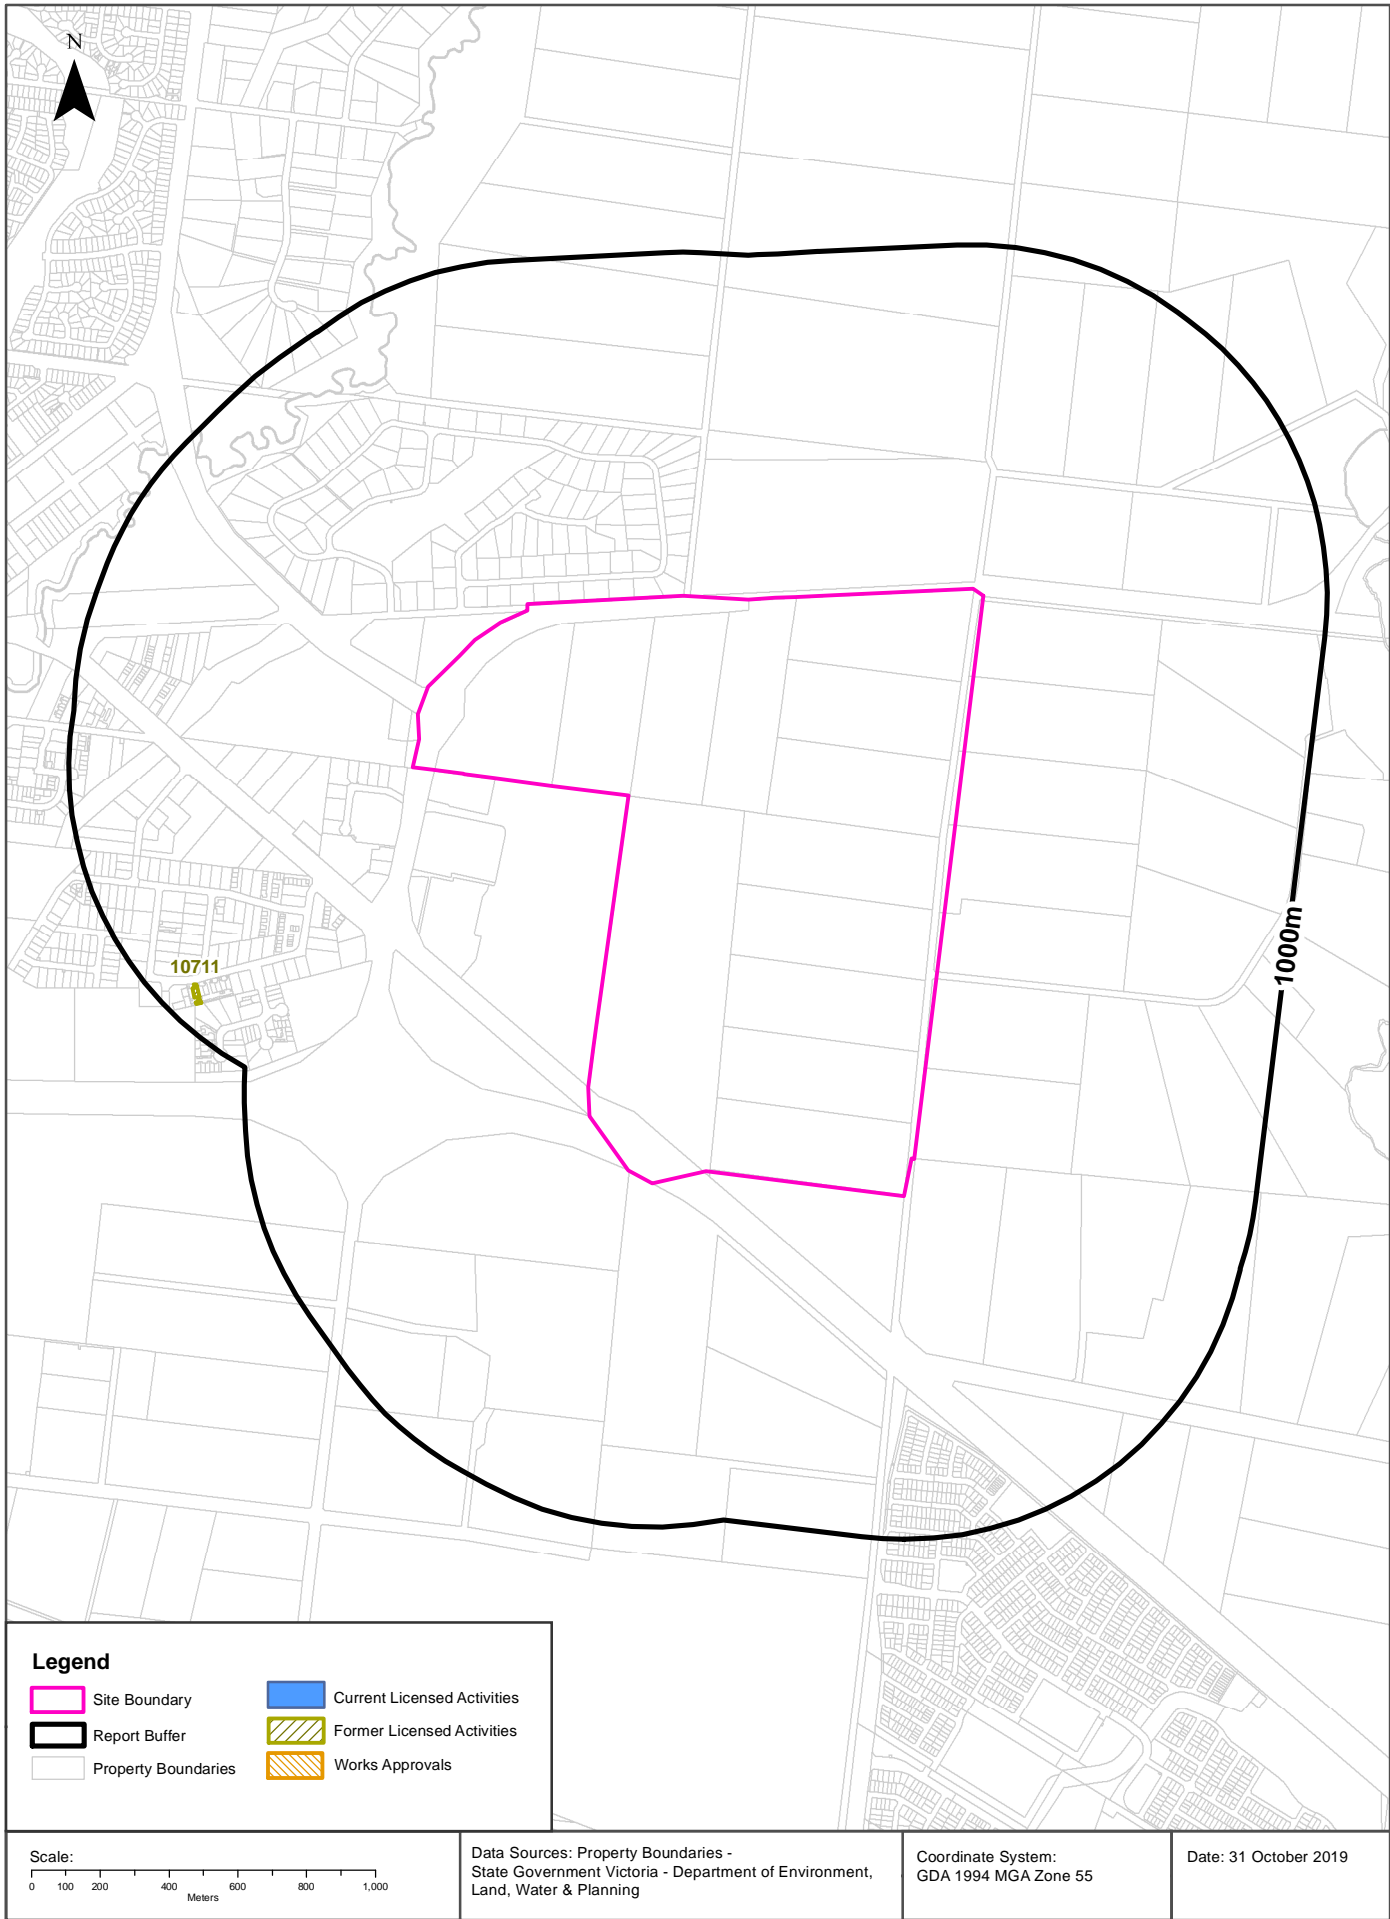 N
10711
1000m
Legend
Site Boundary
Report Buffer
Property Boundaries
Current Licensed Activities
Former Licensed Activities
Works Approvals
Scale:
0 100 200 400 600 800 1,000
Meters
Data Sources: Property Boundaries -
State Government Victoria - Department of Environment,
Land, Water & Planning
Coordinate System:
GDA 1994 MGA Zone 55
Date: 31 October 2019